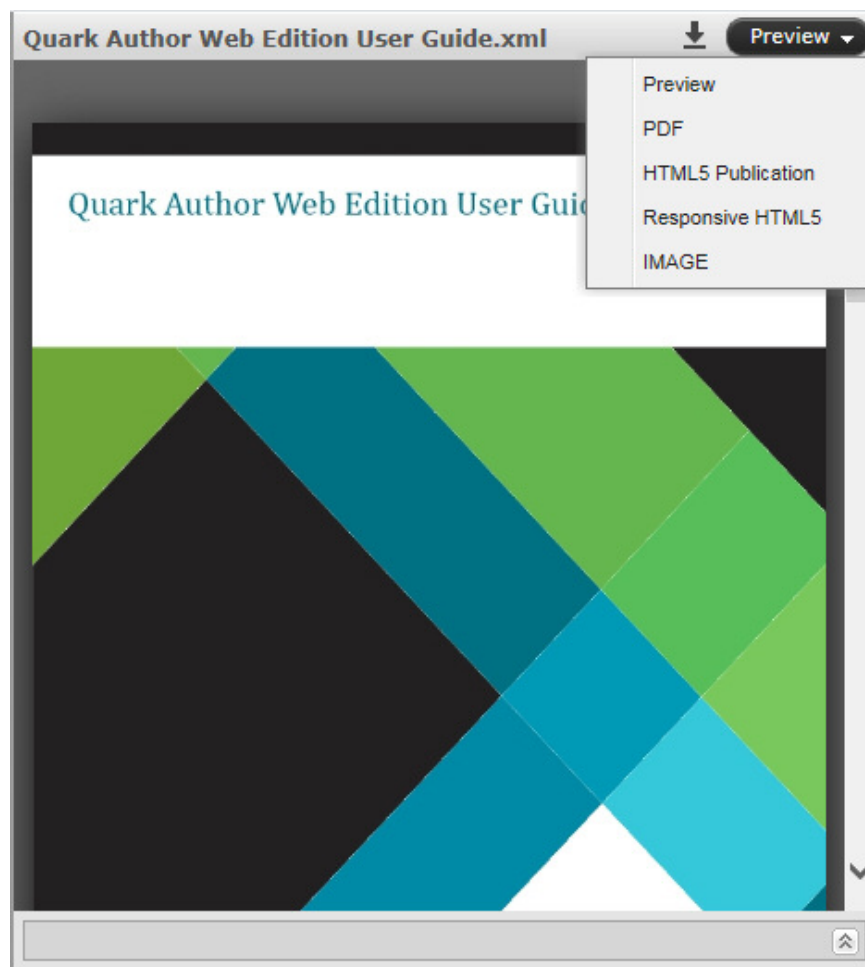 Quark Author Web Edition User Guide.xml
Preview
Preview
PDF
HTML5 Publication
Responsive HTML5
IMAGE
Quark Author Web Edition User Gui